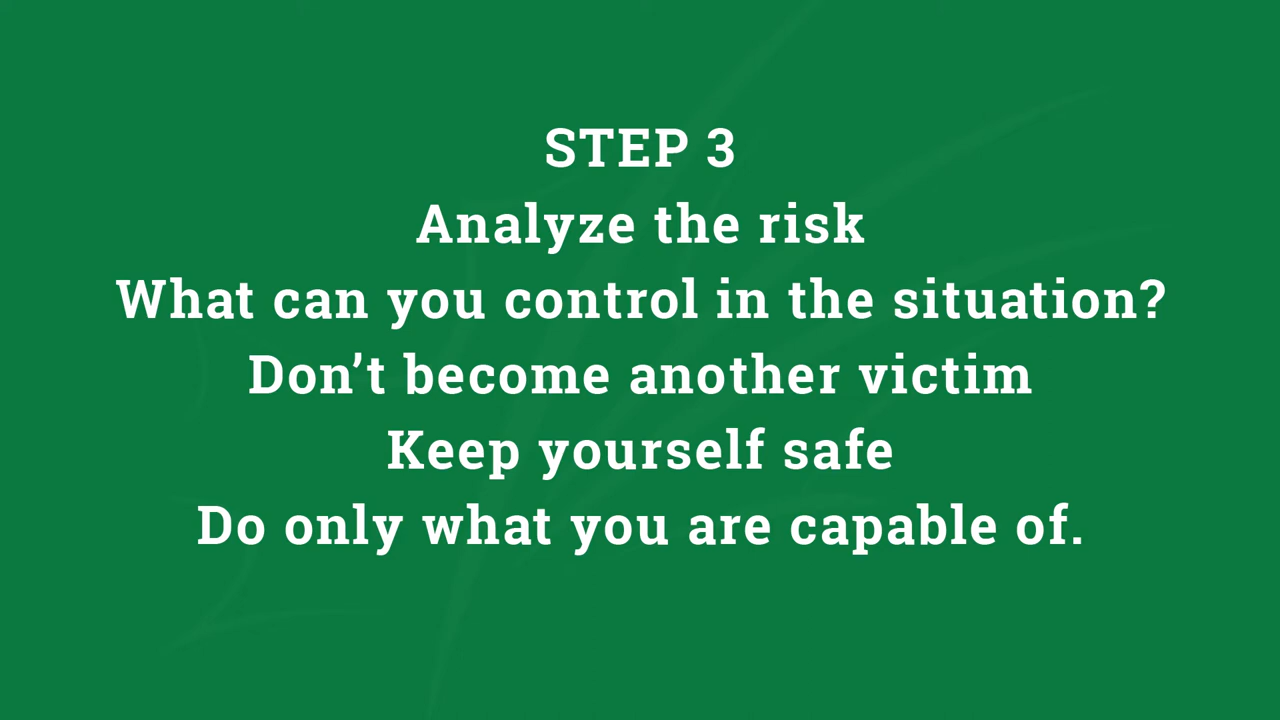 STEP 3
Analyze the risk
What can you control in the situation?
Don’t become another victim
Keep yourself safe
Do only what you are capable of.